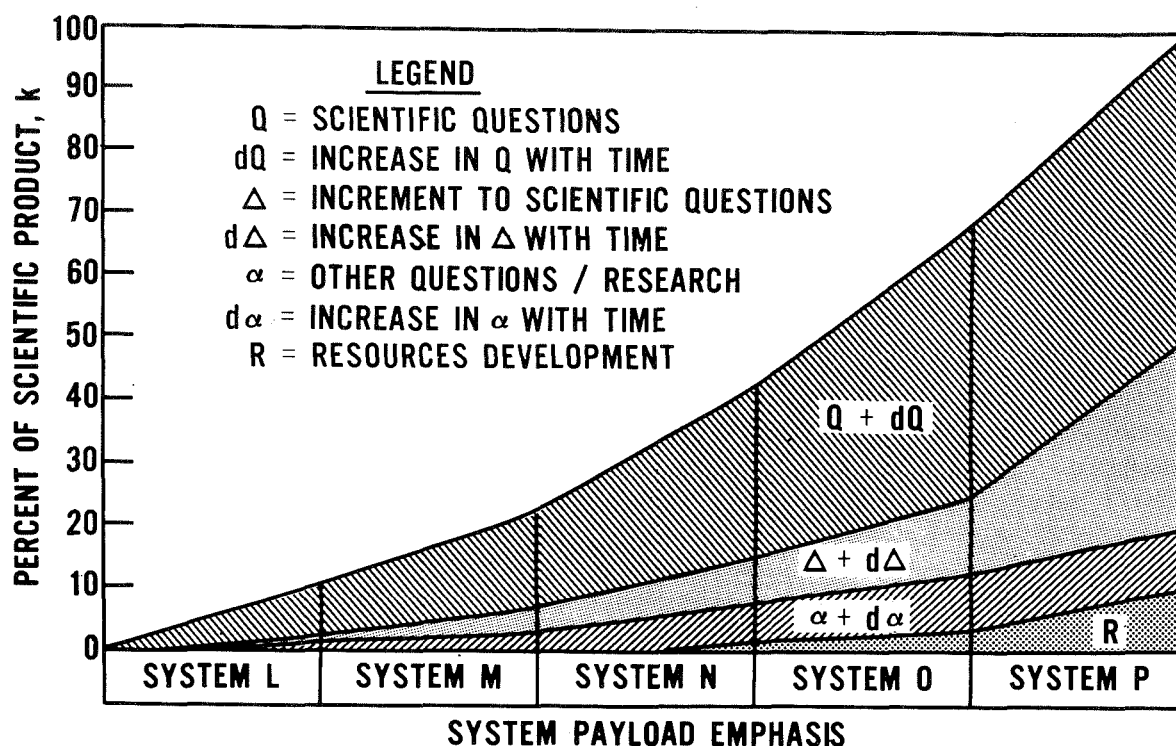 PERCENT OF SCIENTIFIC PRODUCT, k
100
90
80
70
60
50
40
30
20
10
0
LEGEND
Q = SCIENTIFIC QUESTIONS
dQ = INCREASE IN Q WITH TIME
Δ = INCREMENT TO SCIENTIFIC QUESTIONS
dΔ = INCREASE IN Δ WITH TIME
α = OTHER QUESTIONS / RESEARCH
dα = INCREASE IN α WITH TIME
R = RESOURCES DEVELOPMENT
Q + dQ
Δ + dΔ
α + dα
R
SYSTEM L SYSTEM M SYSTEM N SYSTEM O SYSTEM P
SYSTEM PAYLOAD EMPHASIS